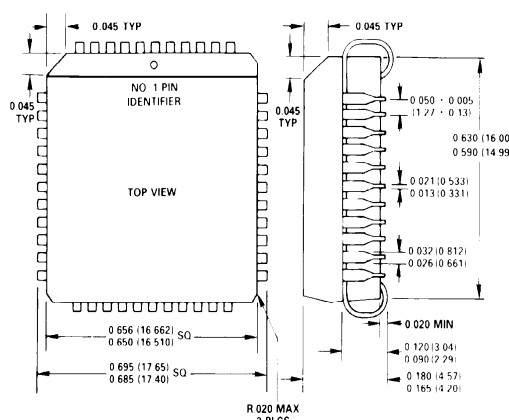 0.045 TYP
0.045 TYP
0.045
TYP
NO 1 PIN
IDENTIFIER
0.045
TYP
0 050 · 0 005
(1 27 · 0 13)
0 630 (16 00
0 590 (14 99
TOP VIEW
0 021 (0 533)
0 013 (0 331)
0 032 (0 812)
0 026 (0 661)
0 656 (16 662) SQ
0 650 (16 510)
0 020 MIN
0 120 (3 04)
0 090 (2 29)
0 695 (17 65) SQ
0 685 (17 40)
0 180 (4 57)
0 165 (4 20)
R 020 MAX
3 PLCS